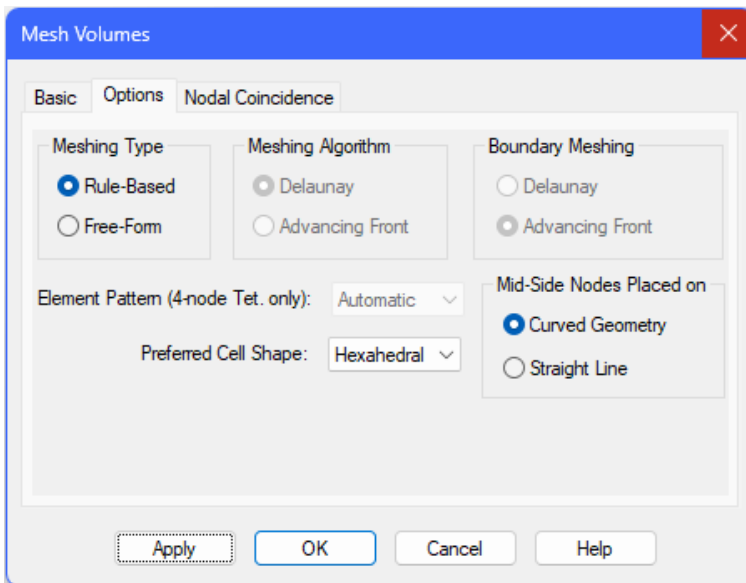 Mesh Volumes
Basic Options Nodal Coincidence
Meshing Type Meshing Algorithm Boundary Meshing
Rule-Based Delaunay Delaunay
Free-Form Advancing Front Advancing Front
Element Pattern (4-node Tet. only): Automatic Mid-Side Nodes Placed on
Curved Geometry
Preferred Cell Shape: Hexahedral
Straight Line
Apply OK Cancel Help